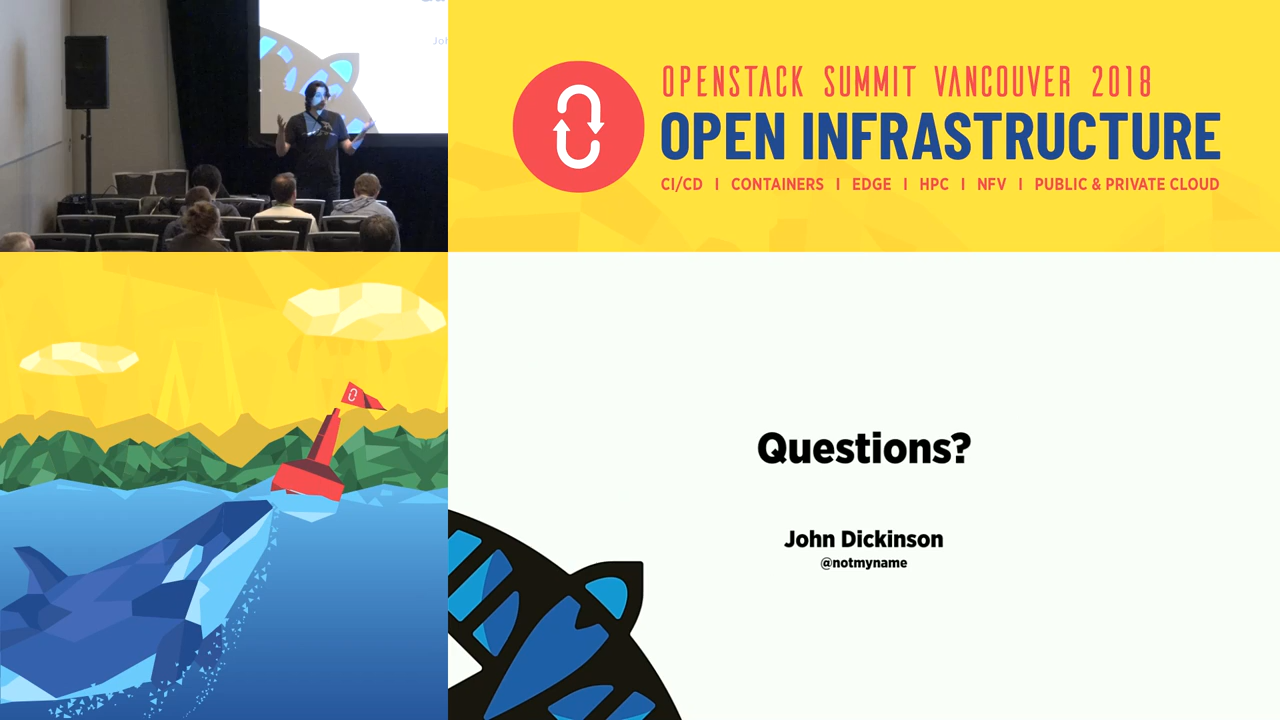 OPENSTACK SUMMIT VANCOUVER 2018
OPEN INFRASTRUCTURE
CI/CD | CONTAINERS | EDGE | HPC | NFV | PUBLIC & PRIVATE CLOUD
Questions?
John Dickinson
@notmyname